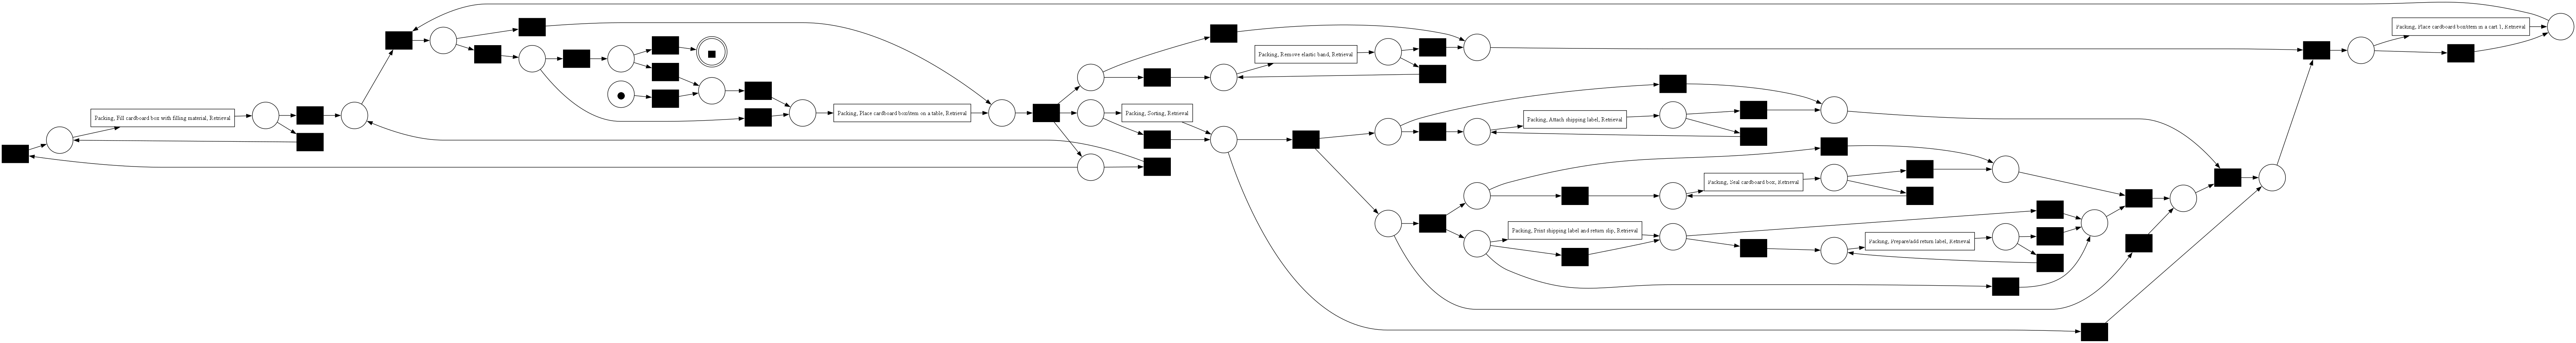 Packing, Fill cardboard box with filling material, Retrieval
Packing, Place cardboard box/item on a table, Retrieval
Packing, Remove elastic band, Retrieval
Packing, Sorting, Retrieval
Packing, Attach shipping label, Retrieval
Packing, Seal cardboard box, Retrieval
Packing, Print shipping label and return slip, Retrieval
Packing, Prepare/add return label, Retrieval
Packing, Place cardboard box/item in a cart 1, Retrieval